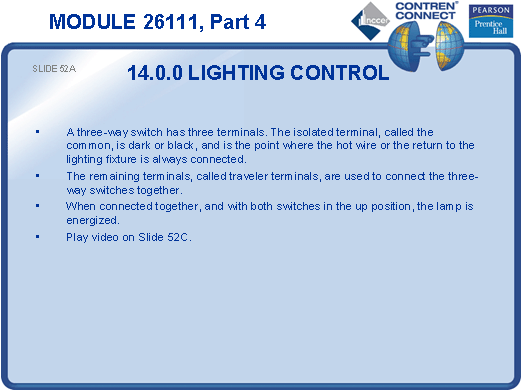 MODULE 26111, Part 4
nccer
CONTREN®
CONNECT
PEARSON
Prentice
Hall
SLIDE 52A
14.0.0 LIGHTING CONTROL
• A three-way switch has three terminals. The isolated terminal, called the
common, is dark or black, and is the point where the hot wire or the return to the
lighting fixture is always connected.
• The remaining terminals, called traveler terminals, are used to connect the three-
way switches together.
• When connected together, and with both switches in the up position, the lamp is
energized.
• Play video on Slide 52C.